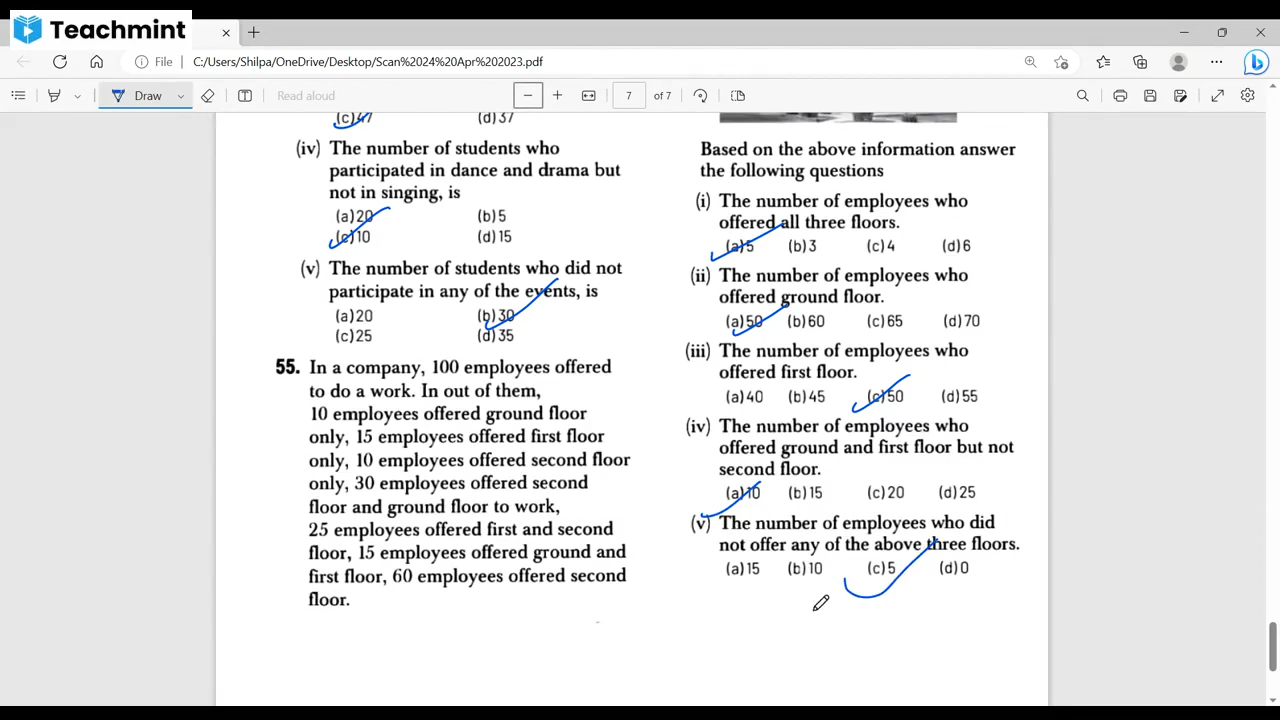 Teachmint
File
C:/Users/Shilpa/OneDrive/Desktop/Scan%2024%20Apr%202023.pdf
Draw
Read aloud
7 of 7
(c)47 (d)37
(iv) The number of students who
participated in dance and drama but
not in singing, is
(a)20 (b)5
(c)10 (d)15
(v) The number of students who did not
participate in any of the events, is
(a)20 (b)30
(c)25 (d)35
55. In a company, 100 employees offered
to do a work. In out of them,
10 employees offered ground floor
only, 15 employees offered first floor
only, 10 employees offered second floor
only, 30 employees offered second
floor and ground floor to work,
25 employees offered first and second
floor, 15 employees offered ground and
first floor, 60 employees offered second
floor.
Based on the above information answer
the following questions
(i) The number of employees who
offered all three floors.
(a)5 (b)3 (c)4 (d)6
(ii) The number of employees who
offered ground floor.
(a)50 (b)60 (c)65 (d)70
(iii) The number of employees who
offered first floor.
(a)40 (b)45 (c)50 (d)55
(iv) The number of employees who
offered ground and first floor but not
second floor.
(a)10 (b)15 (c)20 (d)25
(v) The number of employees who did
not offer any of the above three floors.
(a)15 (b)10 (c)5 (d)0